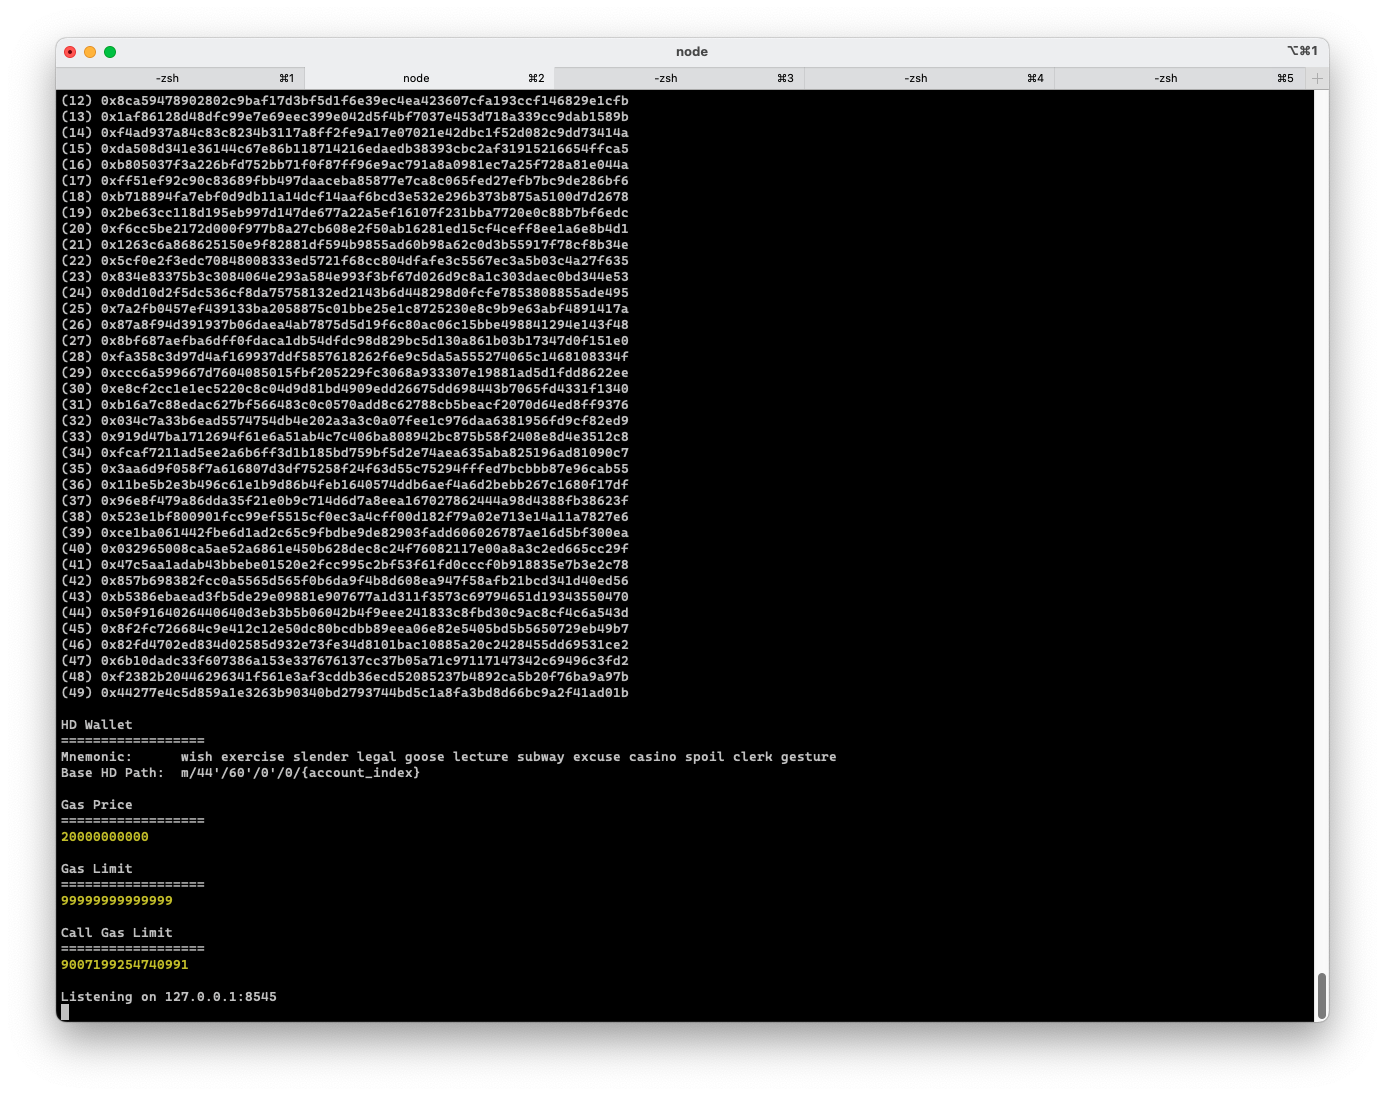 node
⌥⌘1
-zsh ⌘1 node ⌘2 -zsh ⌘3 -zsh ⌘4 -zsh ⌘5 +
(12) 0x8ca59478902802c9baf17d3bf5d1f6e39ec4ea423607cfa193ccf146829e1cfb
(13) 0x1af86128d48dfc99e7e69eec399e042d5f4bf7037e453d718a339cc9dab1589b
(14) 0xf4ad937a84c83c8234b3117a8ff2fe9a17e07021e42dbc1f52d082c9dd73414a
(15) 0xda508d341e36144c67e86b118714216edaedb38393cbc2af31915216654ffca5
(16) 0xb805037f3a226bfd752bb71f0f87ff96e9ac791a8a0981ec7a25f728a81e044a
(17) 0xff51ef92c90c83689fbb497daaceba85877e7ca8c065fed27efb7bc9de286bf6
(18) 0xb718894fa7ebf0d9db11a14dcf14aaf6bcd3e532e296b373b875a5100d7d2678
(19) 0x2be63cc118d195eb997d147de677a22a5ef16107f231bba7720e0c88b7bf6edc
(20) 0xf6cc5be2172d000f977b8a27cb608e2f50ab16281ed15cf4ceff8ee1a6e8b4d1
(21) 0x1263c6a868625150e9f82881df594b9855ad60b98a62c0d3b55917f78cf8b34e
(22) 0x5cf0e2f3edc70848008333ed5721f68cc804dfafe3c5567ec3a5b03c4a27f635
(23) 0x834e83375b3c3084064e293a584e993f3bf67d026d9c8a1c303daec0bd344e53
(24) 0x0dd10d2f5dc536cf8da75758132ed2143b6d448298d0fcfe7853808855ade495
(25) 0x7a2fb0457ef439133ba2058875c01bbe25e1c8725230e8c9b9e63abf4891417a
(26) 0x87a8f94d391937b06daea4ab7875d5d19f6c80ac06c15bbe498841294e143f48
(27) 0x8bf687aefba6dff0fdaca1db54dfdc98d829bc5d130a861b03b17347d0f151e0
(28) 0xfa358c3d97d4af169937ddf5857618262f6e9c5da5a555274065c1468108334f
(29) 0xccc6a599667d7604085015fbf205229fc3068a933307e19881ad5d1fdd8622ee
(30) 0xe8cf2cc1e1ec5220c8c04d9d81bd4909edd26675dd698443b7065fd4331f1340
(31) 0xb16a7c88edac627bf566483c0c0570add8c62788cb5beacf2070d64ed8ff9376
(32) 0x034c7a33b6ead5574754db4e202a3a3c0a07fee1c976daa6381956fd9cf82ed9
(33) 0x919d47ba1712694f61e6a51ab4c7c406ba808942bc875b58f2408e8d4e3512c8
(34) 0xfcaf7211ad5ee2a6b6ff3d1b185bd759bf5d2e74aea635aba825196ad81090c7
(35) 0x3aa6d9f058f7a616807d3df75258f24f63d55c75294fffed7bcbbb87e96cab55
(36) 0x11be5b2e3b496c61e1b9d86b4feb1640574ddb6aef4a6d2bebb267c1680f17df
(37) 0x96e8f479a86dda35f21e0b9c714d6d7a8eea167027862444a98d4388fb38623f
(38) 0x523e1bf800901fcc99ef5515cf0ec3a4cff00d182f79a02e713e14a11a7827e6
(39) 0xce1ba061442fbe6d1ad2c65c9fbdbe9de82903fadd606026787ae16d5bf300ea
(40) 0x032965008ca5ae52a6861e450b628dec8c24f76082117e00a8a3c2ed665cc29f
(41) 0x47c5aa1adab43bbebe01520e2fcc995c2bf53f61fd0cccf0b918835e7b3e2c78
(42) 0x857b698382fcc0a5565d565f0b6da9f4b8d608ea947f58afb21bcd341d40ed56
(43) 0xb5386ebaead3fb5de29e09881e907677a1d311f3573c69794651d19343550470
(44) 0x50f9164026440640d3eb3b5b06042b4f9eee241833c8fbd30c9ac8cf4c6a543d
(45) 0x8f2fc726684c9e412c12e50dc80bcdbb89eea06e82e5405bd5b5650729eb49b7
(46) 0x82fd4702ed834d02585d932e73fe34d8101bac10885a20c2428455dd69531ce2
(47) 0x6b10dadc33f607386a153e337676137cc37b05a71c97117147342c69496c3fd2
(48) 0xf2382b20446296341f561e3af3cddb36ecd52085237b4892ca5b20f76ba9a97b
(49) 0x44277e4c5d859a1e3263b90340bd2793744bd5c1a8fa3bd8d66bc9a2f41ad01b
HD Wallet
==================
Mnemonic:      wish exercise slender legal goose lecture subway excuse casino spoil clerk gesture
Base HD Path:  m/44'/60'/0'/0/{account_index}
Gas Price
==================
20000000000
Gas Limit
==================
99999999999999
Call Gas Limit
==================
9007199254740991
Listening on 127.0.0.1:8545